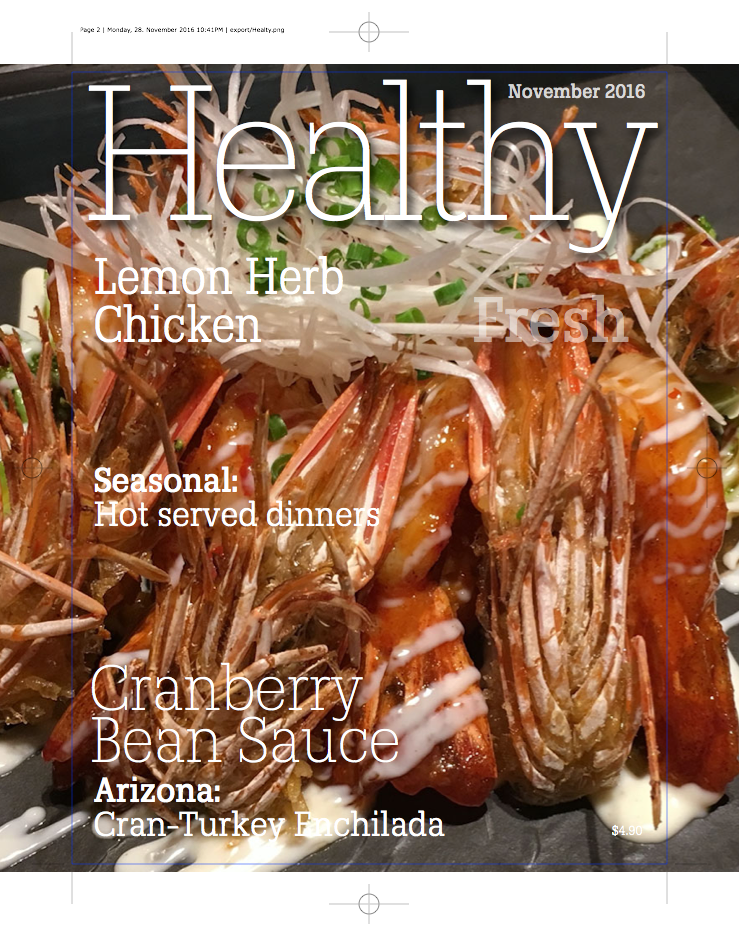 Page 2 | Monday, 28. November 2016 10:41PM | export/Healty.png
November 2016
Healthy
Lemon Herb
Chicken
Fresh
Seasonal:
Hot served dinners
Cranberry
Bean Sauce
Arizona:
Cran-Turkey Enchilada
$4.90